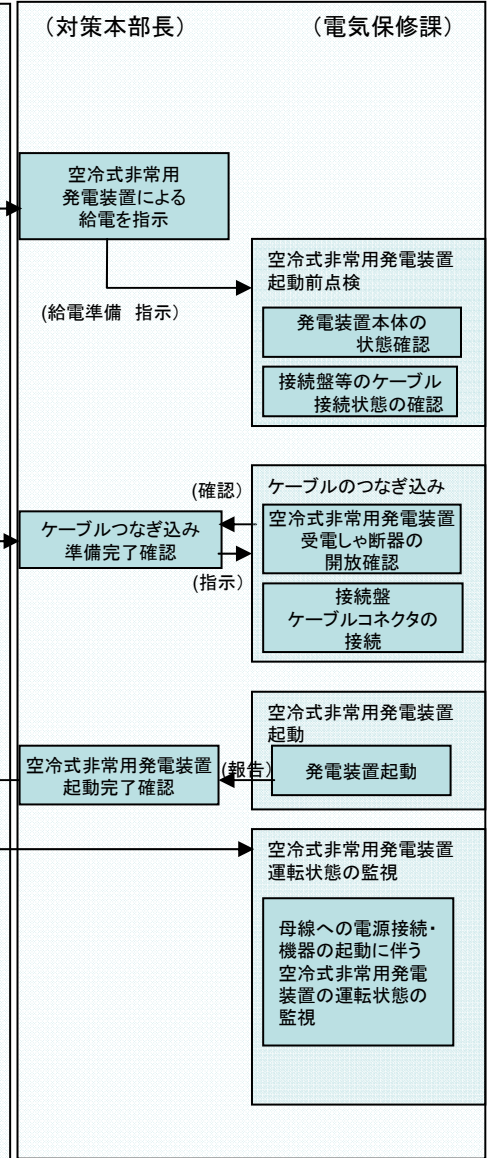 （対策本部長）
（電気保修課）
空冷式非常用
発電装置による
給電を指示
(給電準備 指示）
空冷式非常用発電装置
起動前点検
発電装置本体の
状態確認
接続盤等のケーブル
接続状態の確認
(確認）
ケーブルつなぎ込み
準備完了確認
(指示）
ケーブルのつなぎ込み
空冷式非常用発電装置
受電しゃ断器の
開放確認
接続盤
ケーブルコネクタの
接続
空冷式非常用発電装置
起動
発電装置起動
(報告）
空冷式非常用発電装置
起動完了確認
空冷式非常用発電装置
運転状態の監視
母線への電源接続・
機器の起動に伴う
空冷式非常用発電
装置の運転状態の
監視